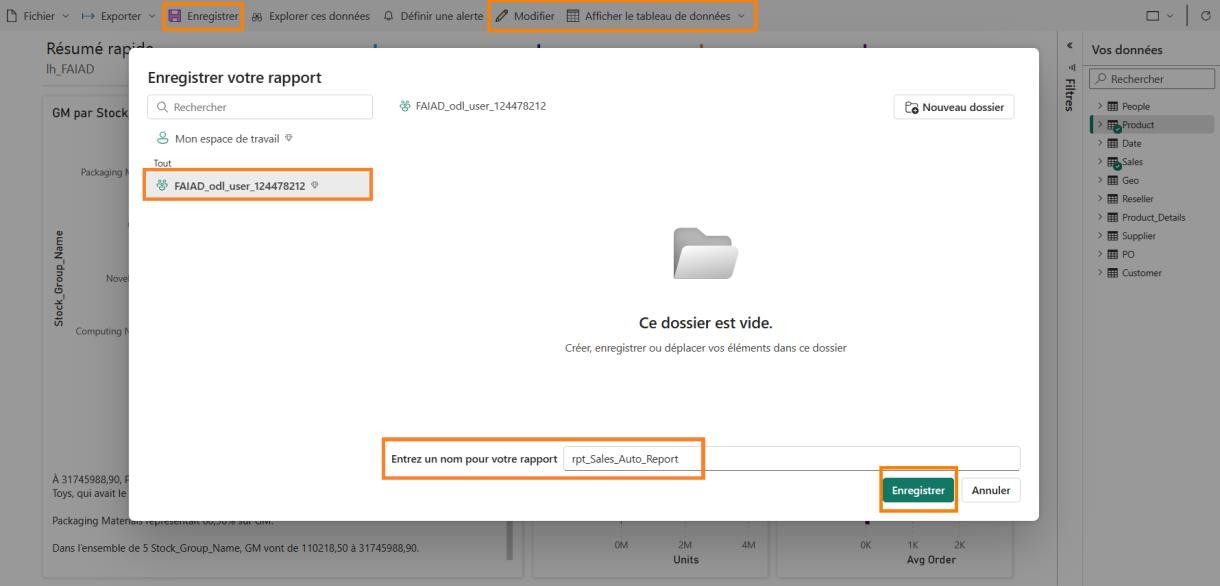 Fichier
Exporter
Enregistrer
Explorer ces données
Définir une alerte
Modifier
Afficher le tableau de données
Résumé rapide
lh_FAIAD
GM par Stock
Packaging
Stock_Group_Name
Computing
À 31745988,90,
Toys, qui avait le
Packaging Materials représentait
Dans l'ensemble de 5 Stock_Group_Name, GM vont de 110218,50 à 31745988,90.
Enregistrer votre rapport
Rechercher
Mon espace de travail
Tout
FAIAD_odl_user_124478212
FAIAD_odl_user_124478212
Nouveau dossier
Ce dossier est vide.
Créer, enregistrer ou déplacer vos éléments dans ce dossier
Entrez un nom pour votre rapport
rpt_Sales_Auto_Report
Enregistrer
Annuler
0M 2M 4M
Units
0K 1K 2K
Avg Order
Filtres
Vos données
Rechercher
People
Product
Date
Sales
Geo
Reseller
Product_Details
Supplier
PO
Customer